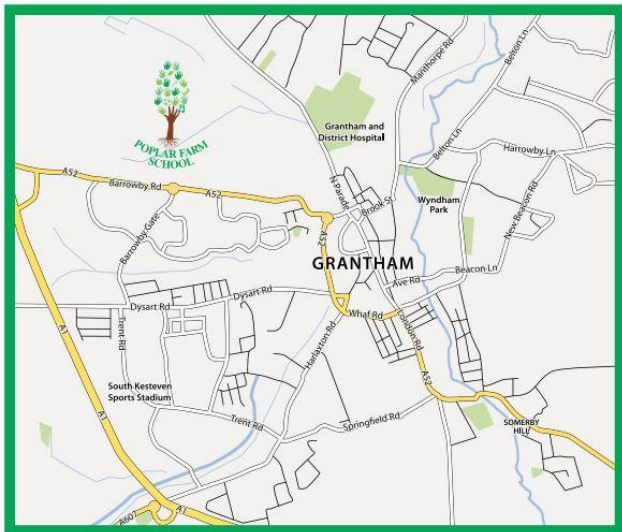 POPLAR FARM
SCHOOL
Manthorpe Rd
Belton Ln
Grantham and
District Hospital
Belton Ln
Harrowby Ln
A52
Barrowby Rd
A52
N Parade
Brook St
Wyndham
Park
New Beacon Rd
Barrowby Gate
A52
GRANTHAM
Beacon Ln
Ave Rd
Dysart Rd
Dysart Rd
Wharf Rd
A1
Trent Rd
London Rd
Harlaxton Rd
A52
South Kesteven
Sports Stadium
A1
Trent Rd
Springfield Rd
SOMERBY
HILL
A607
A1